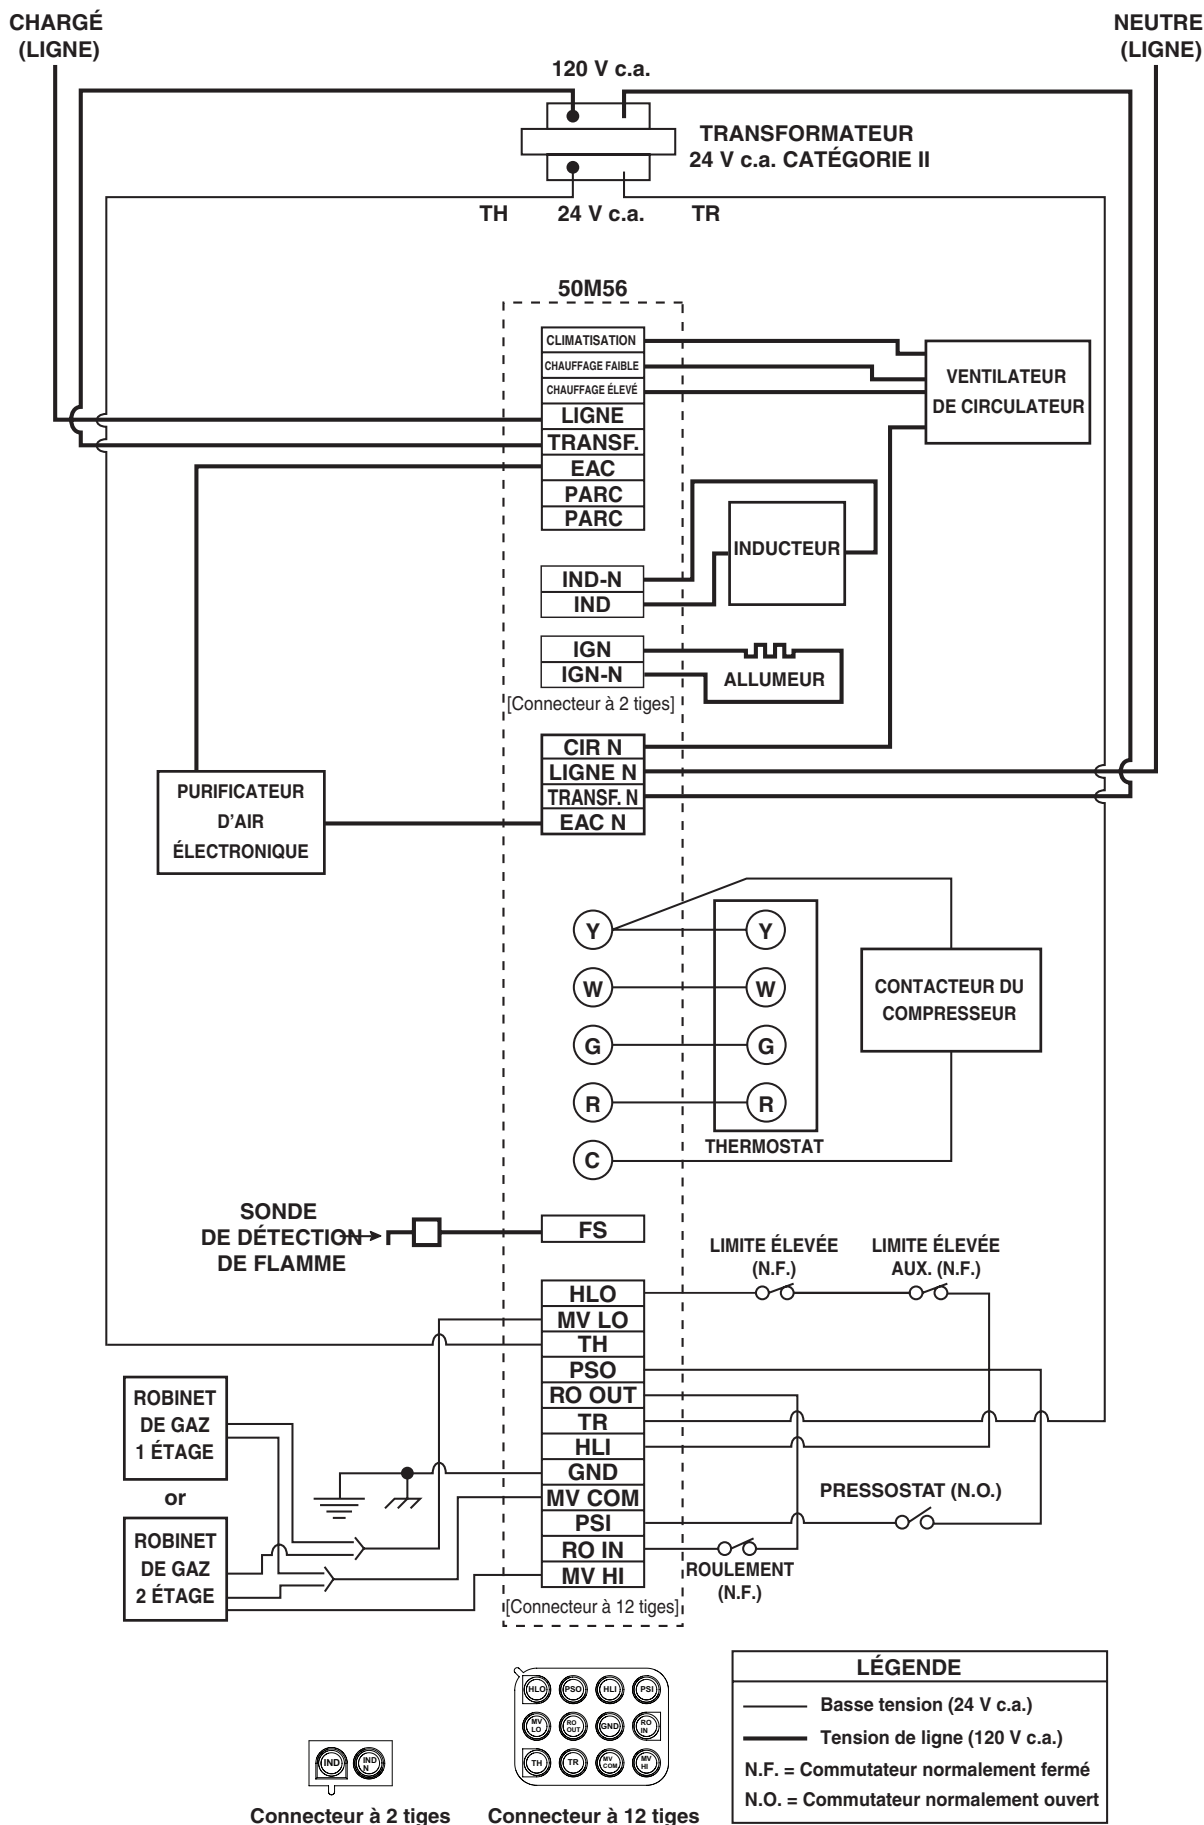 CHARGÉ
(LIGNE)
NEUTRE
(LIGNE)
120 V c.a.
TRANSFORMATEUR
24 V c.a. CATÉGORIE II
TH
24 V c.a.
TR
50M56
CLIMATISATION
CHAUFFAGE FAIBLE
CHAUFFAGE ÉLEVÉ
LIGNE
TRANSF.
EAC
PARC
PARC
VENTILATEUR
DE CIRCULATEUR
IND-N
IND
INDUCTEUR
IGN
IGN-N
ALLUMEUR
[Connecteur à 2 tiges]
CIR N
LIGNE N
TRANSF. N
EAC N
PURIFICATEUR
D'AIR
ÉLECTRONIQUE
Y
W
G
R
C
Y
W
G
R
THERMOSTAT
CONTACTEUR DU
COMPRESSEUR
SONDE
DE DÉTECTION
DE FLAMME
FS
LIMITE ÉLEVÉE
(N.F.)
LIMITE ÉLEVÉE
AUX. (N.F.)
HLO
MV LO
TH
PSO
RO OUT
TR
HLI
GND
MV COM
PSI
RO IN
MV HI
[Connecteur à 12 tiges]
ROBINET
DE GAZ
1 ÉTAGE
or
ROBINET
DE GAZ
2 ÉTAGE
PRESSOSTAT (N.O.)
ROULEMENT
(N.F.)
IND
IND
N
Connecteur à 2 tiges
HLO
PSO
HLI
PSI
MV
LO
RO
OUT
GND
RO
IN
TH
TR
MV
COM
MV
HI
Connecteur à 12 tiges
LÉGENDE
Basse tension (24 V c.a.)
Tension de ligne (120 V c.a.)
N.F. = Commutateur normalement fermé
N.O. = Commutateur normalement ouvert